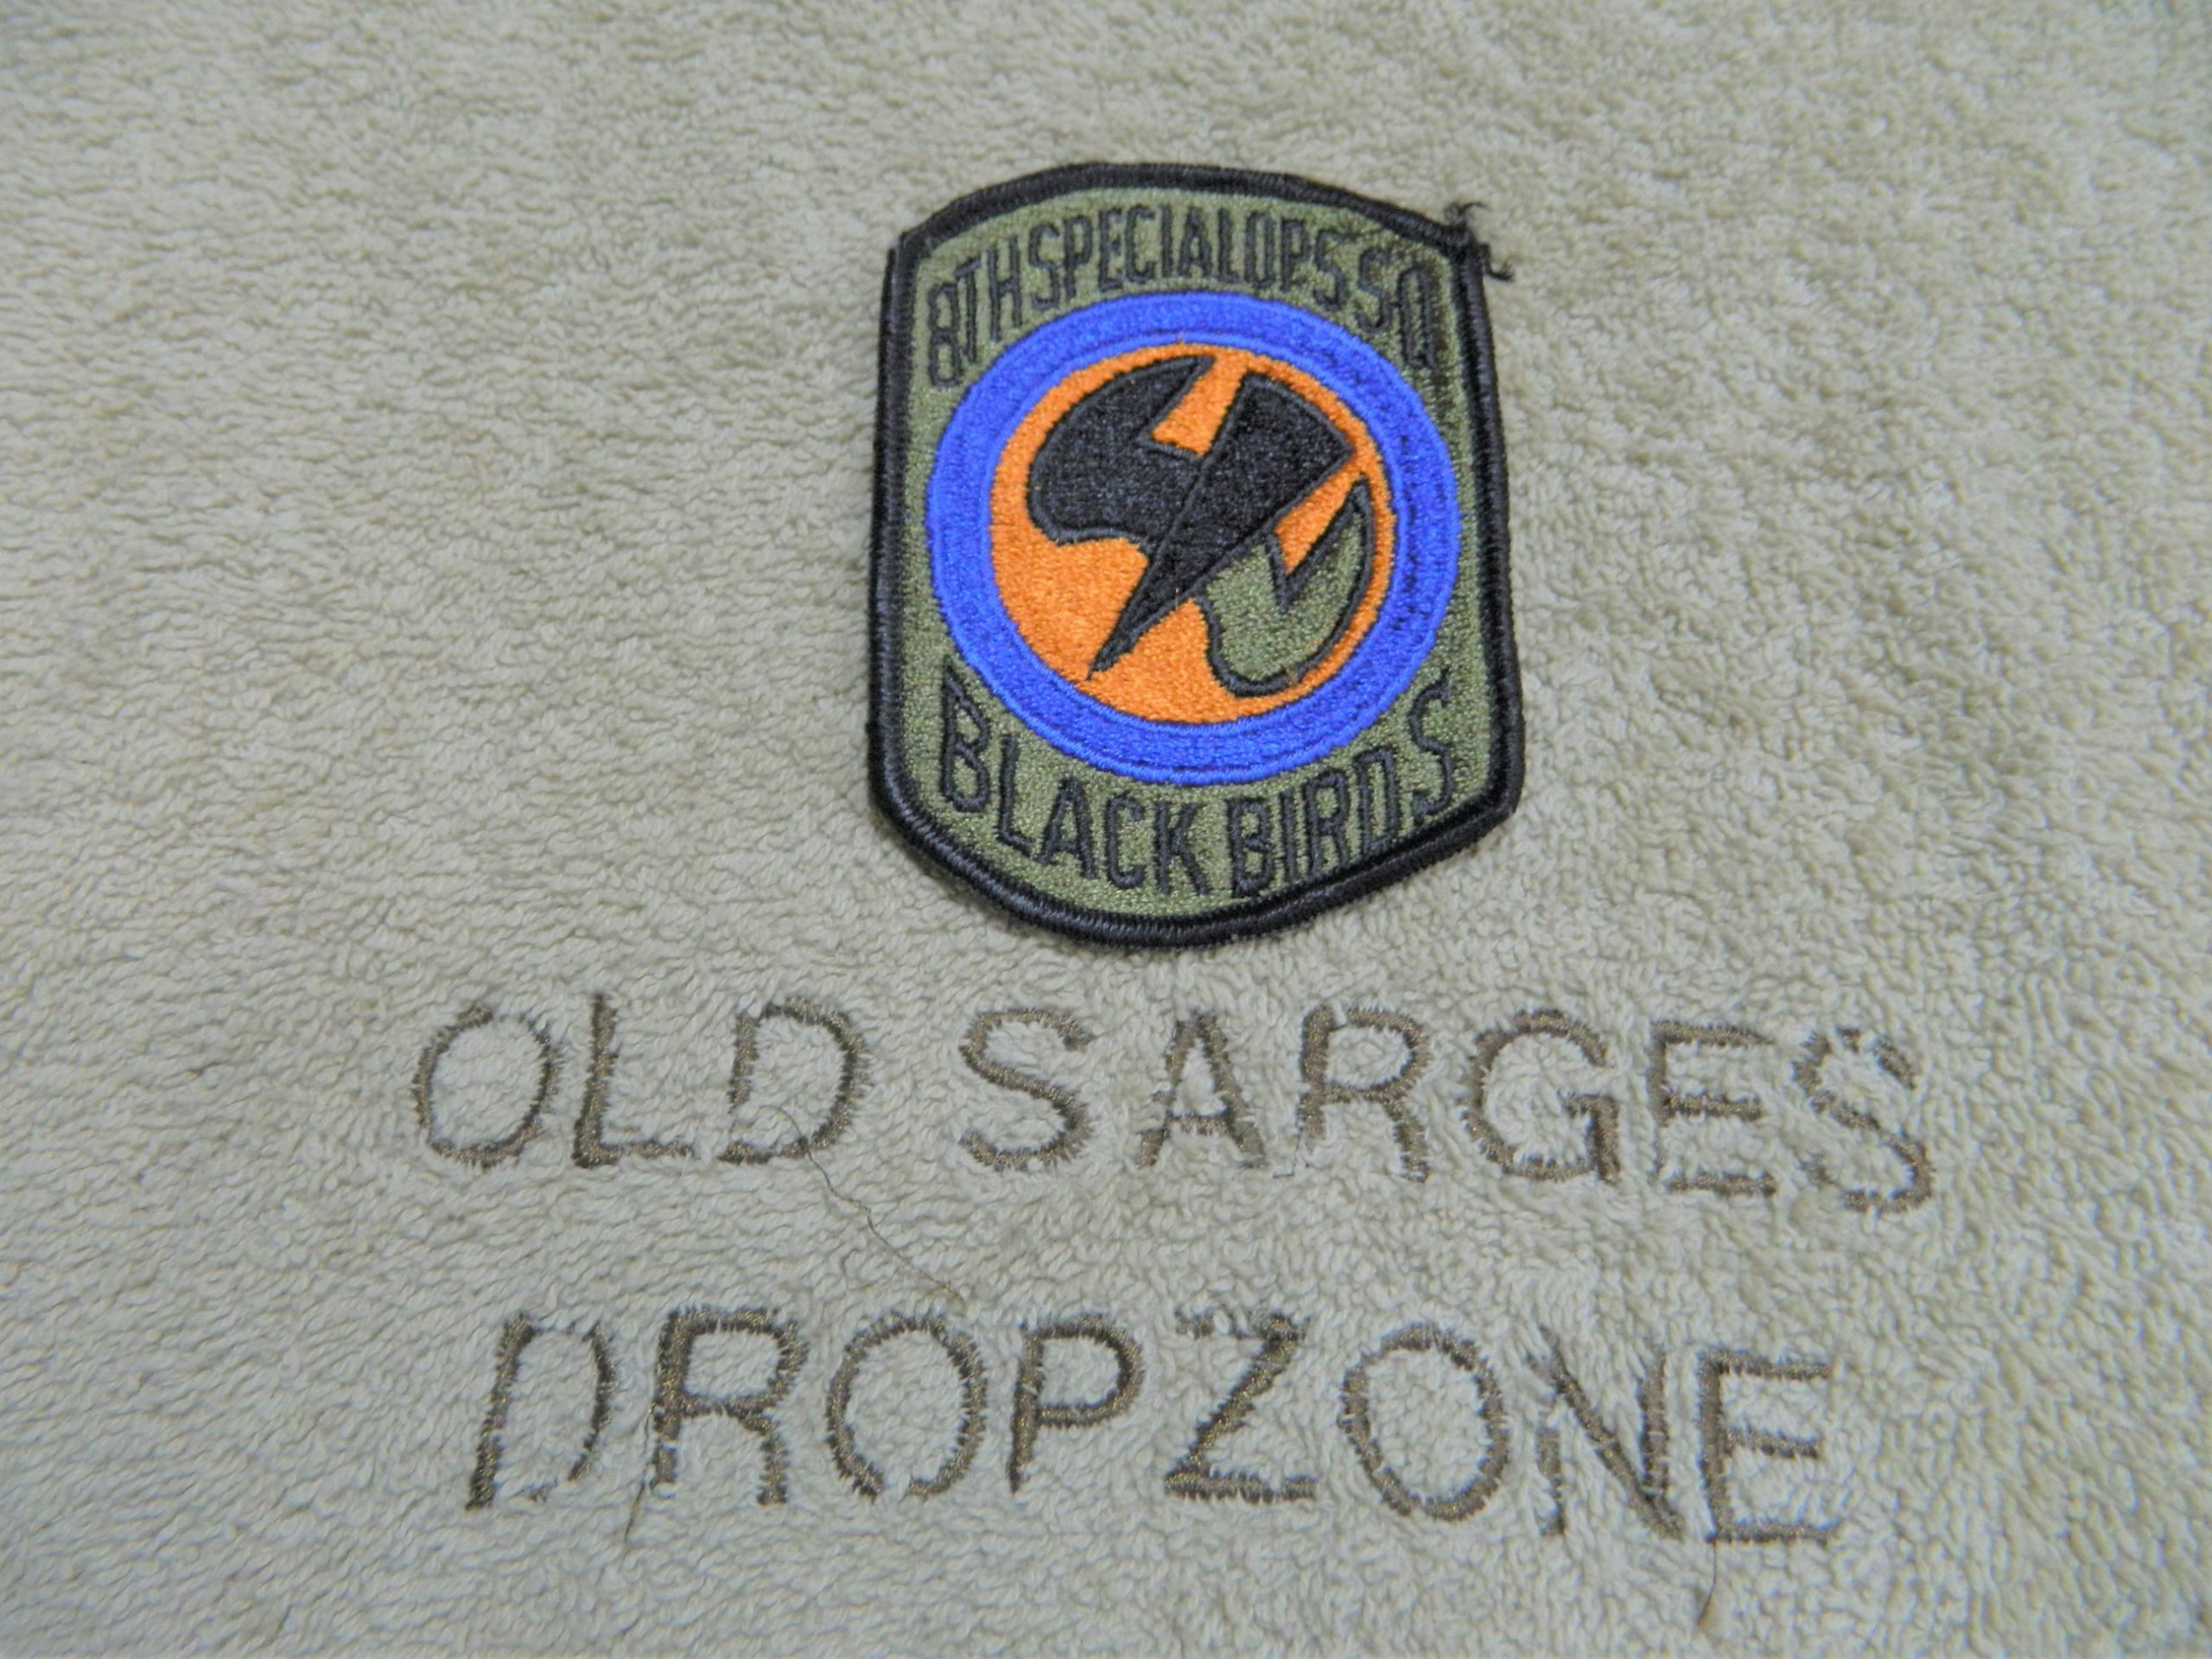 8TH SPECIAL OPS SQ
BLACK BIRDS
OLD SARGES
DROPZONE